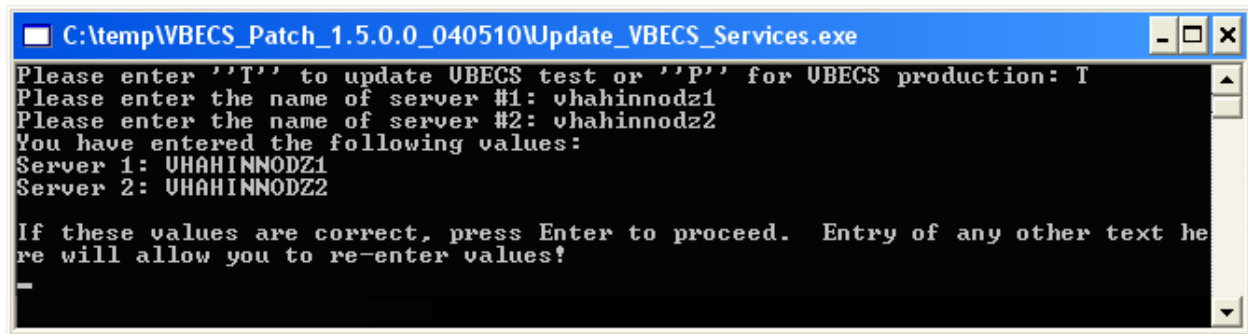 C:\temp\VBECS_Patch_1.5.0.0_040510\Update_VBECS_Services.exe
Please enter ''T'' to update VBECS test or ''P'' for VBECS production: T
Please enter the name of server #1: vhahinnodz1
Please enter the name of server #2: vhahinnodz2
You have entered the following values:
Server 1: VHAHINNODZ1
Server 2: VHAHINNODZ2
If these values are correct, press Enter to proceed.  Entry of any other text he
re will allow you to re-enter values!